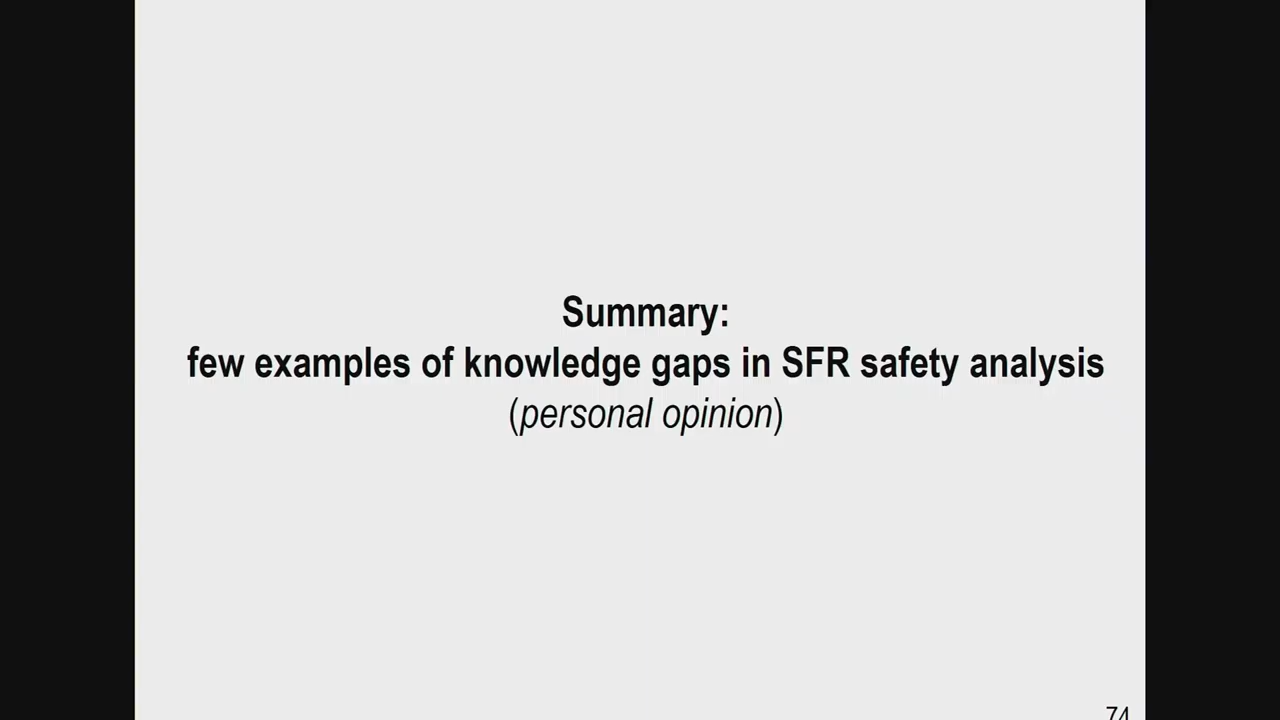 Summary:
few examples of knowledge gaps in SFR safety analysis
(personal opinion)
74